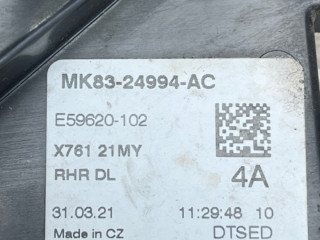 MK83-24994-AC
E59620-102
X761 21MY
RHR DL 4A
31.03.21 11:29:48 10
Made in CZ DTSED